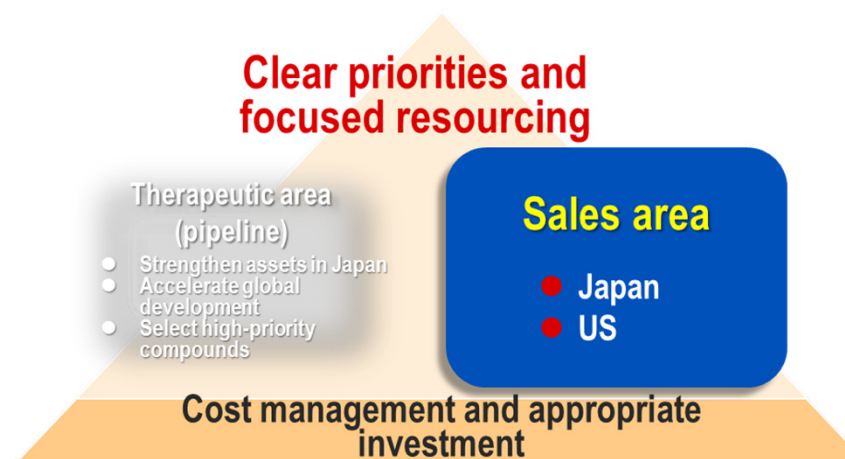 Clear priorities and
focused resourcing
Therapeutic area
(pipeline)
● Strengthen assets in Japan
● Accelerate global
development
● Select high-priority
compounds
Sales area
● Japan
● US
Cost management and appropriate
investment